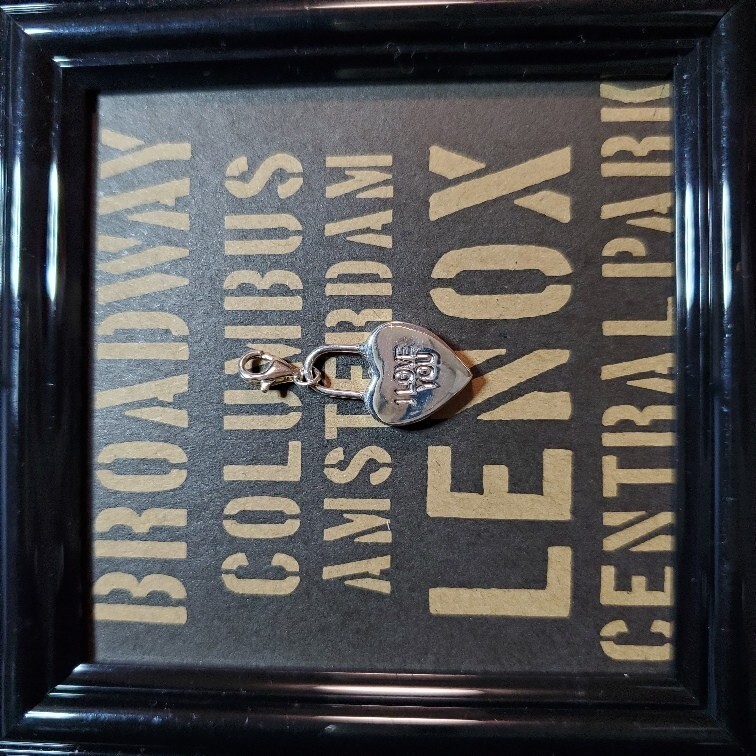 BROADWAY
COLUMBUS
AMSTERDAM
LENOX
CENTRAL PARK
I LOVE
YOU